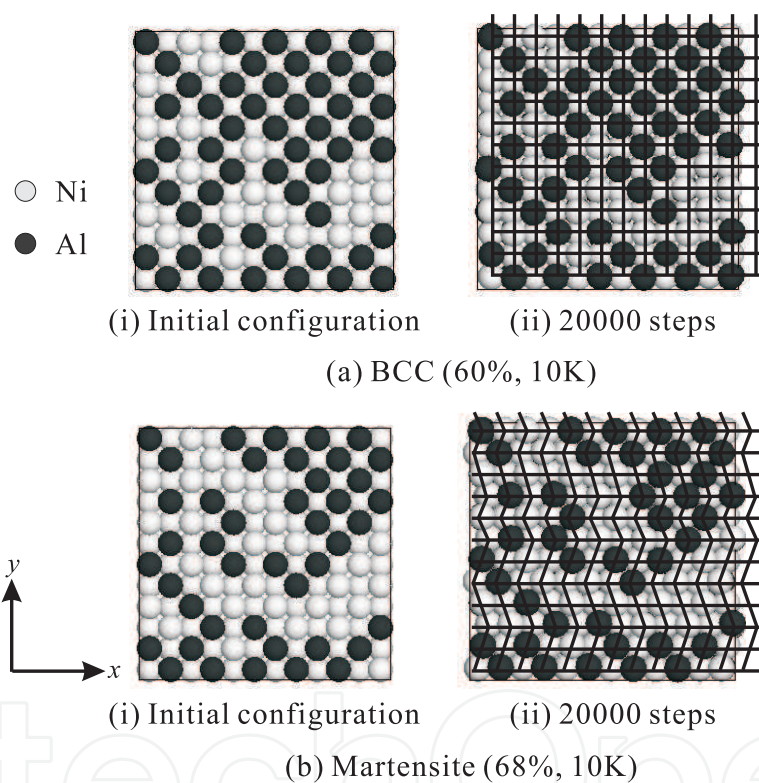 Ni
Al
(i) Initial configuration
(ii) 20000 steps
(a) BCC (60%, 10K)
y
x
(i) Initial configuration
(ii) 20000 steps
(b) Martensite (68%, 10K)